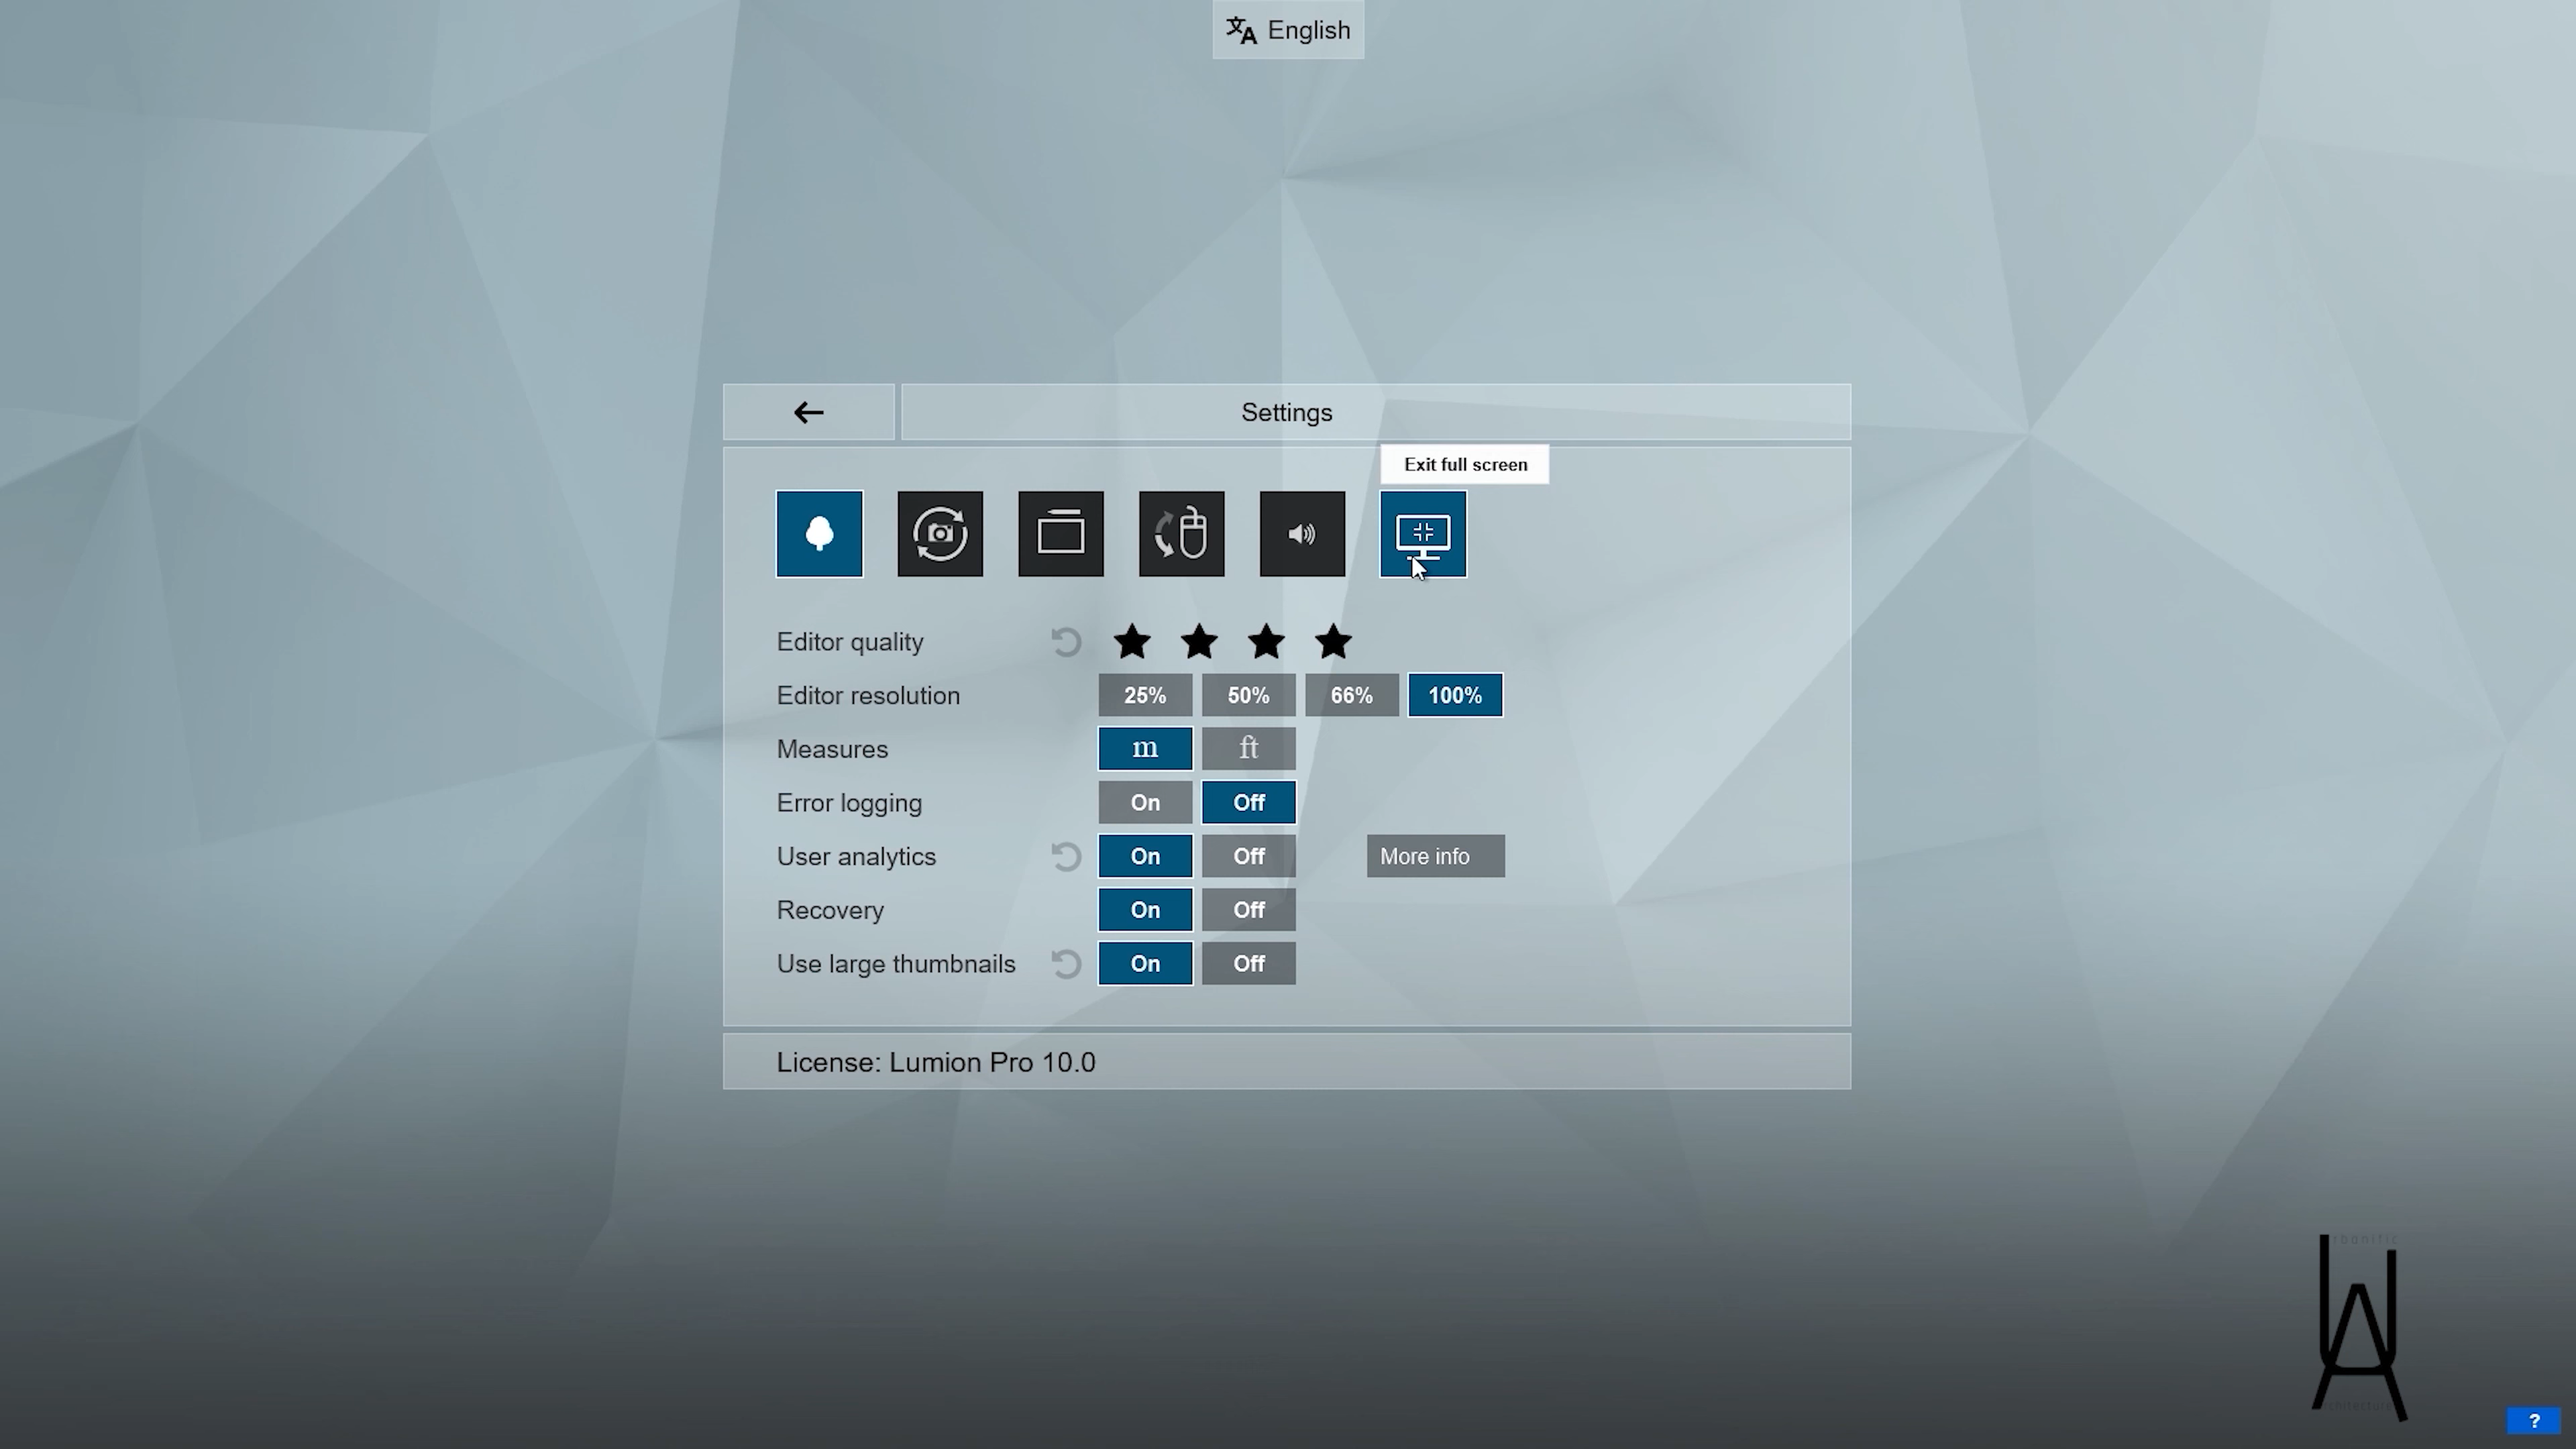 English
Settings
Exit full screen
Editor quality
Editor resolution 25% 50% 66% 100%
Measures m ft
Error logging On Off
User analytics On Off More info
Recovery On Off
Use large thumbnails On Off
License: Lumion Pro 10.0
?